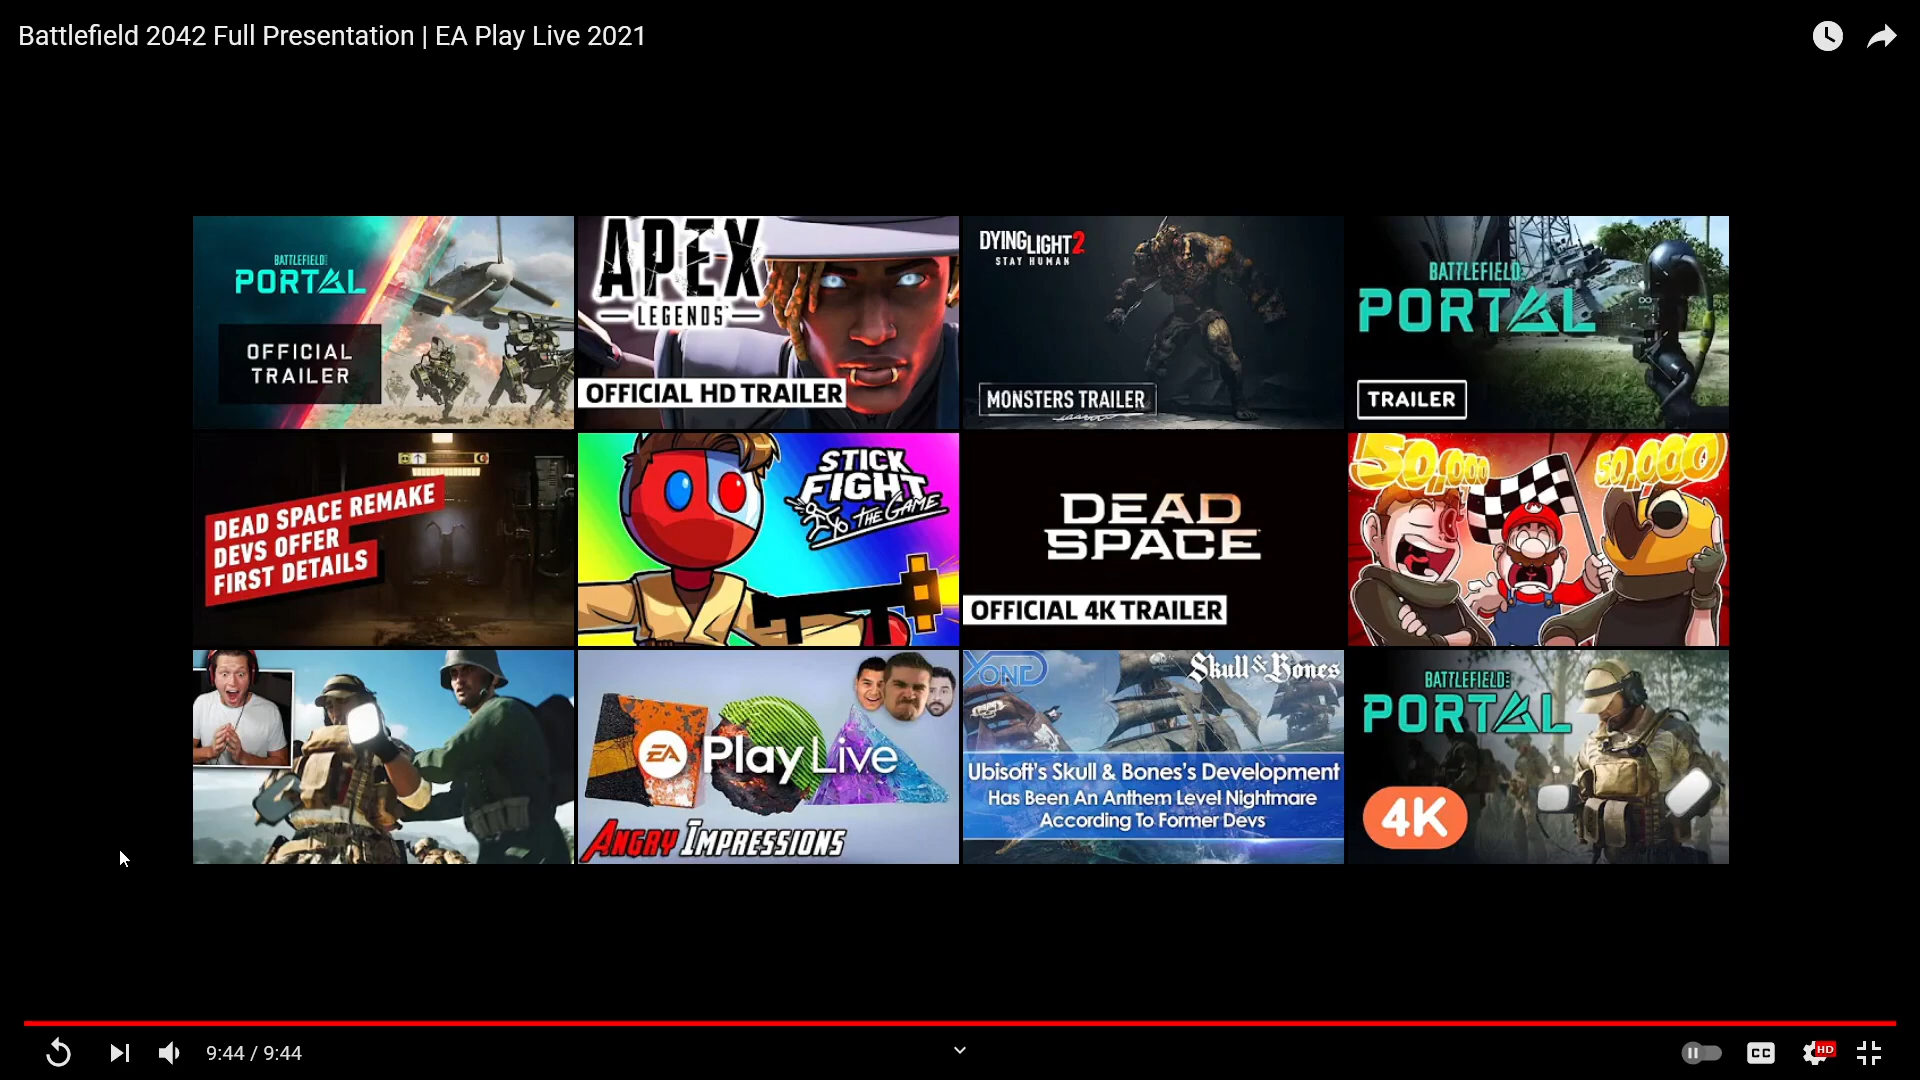 Battlefield 2042 Full Presentation | EA Play Live 2021
BATTLEFIELD
PORTAL
OFFICIAL
TRAILER
APEX
LEGENDS
OFFICIAL HD TRAILER
DYING LIGHT 2
STAY HUMAN
MONSTERS TRAILER
BATTLEFIELD
PORTAL
TRAILER
DEAD SPACE REMAKE
DEVS OFFER
FIRST DETAILS
STICK
FIGHT
THE GAME
DEAD
SPACE
OFFICIAL 4K TRAILER
50,000
50,000
M
EA Play Live
ANGRY IMPRESSIONS
YONG
Skull & Bones
Ubisoft's Skull & Bones's Development
Has Been An Anthem Level Nightmare
According To Former Devs
BATTLEFIELD
PORTAL
4K
9:44 / 9:44
CC
HD